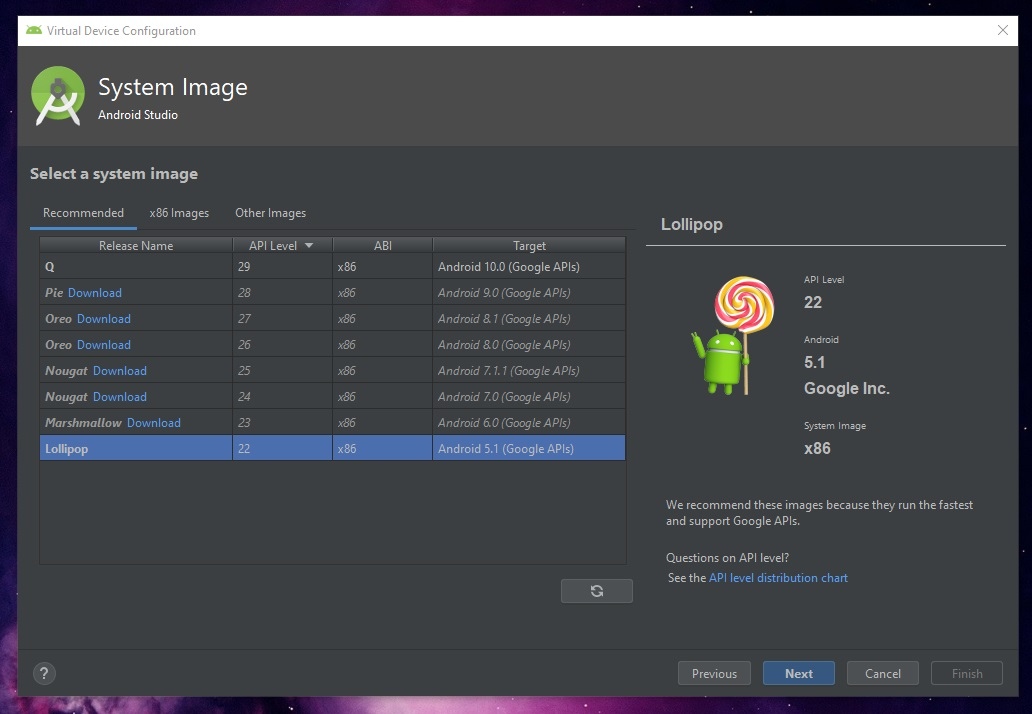 Virtual Device Configuration
System Image
Android Studio
Select a system image
Recommended x86 Images Other Images
Release Name API Level ABI Target
Q 29 x86 Android 10.0 (Google APIs)
Pie Download 28 x86 Android 9.0 (Google APIs)
Oreo Download 27 x86 Android 8.1 (Google APIs)
Oreo Download 26 x86 Android 8.0 (Google APIs)
Nougat Download 25 x86 Android 7.1.1 (Google APIs)
Nougat Download 24 x86 Android 7.0 (Google APIs)
Marshmallow Download 23 x86 Android 6.0 (Google APIs)
Lollipop 22 x86 Android 5.1 (Google APIs)
Lollipop
API Level
22
Android
5.1
Google Inc.
System Image
x86
We recommend these images because they run the fastest
and support Google APIs.
Questions on API level?
See the API level distribution chart
? Previous Next Cancel Finish